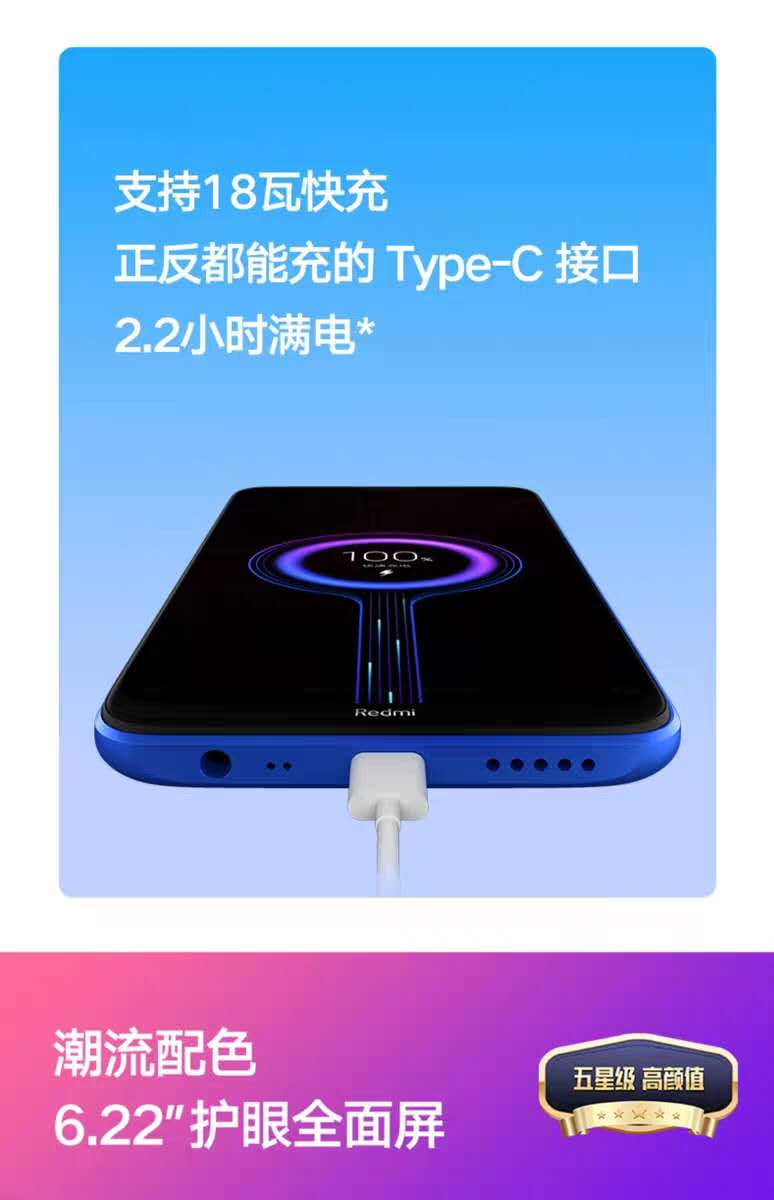 支持18瓦快充
正反都能充的 Type-C 接口
2.2小时满电*
100%
Redmi
潮流配色
6.22"护眼全面屏
五星级 高颜值